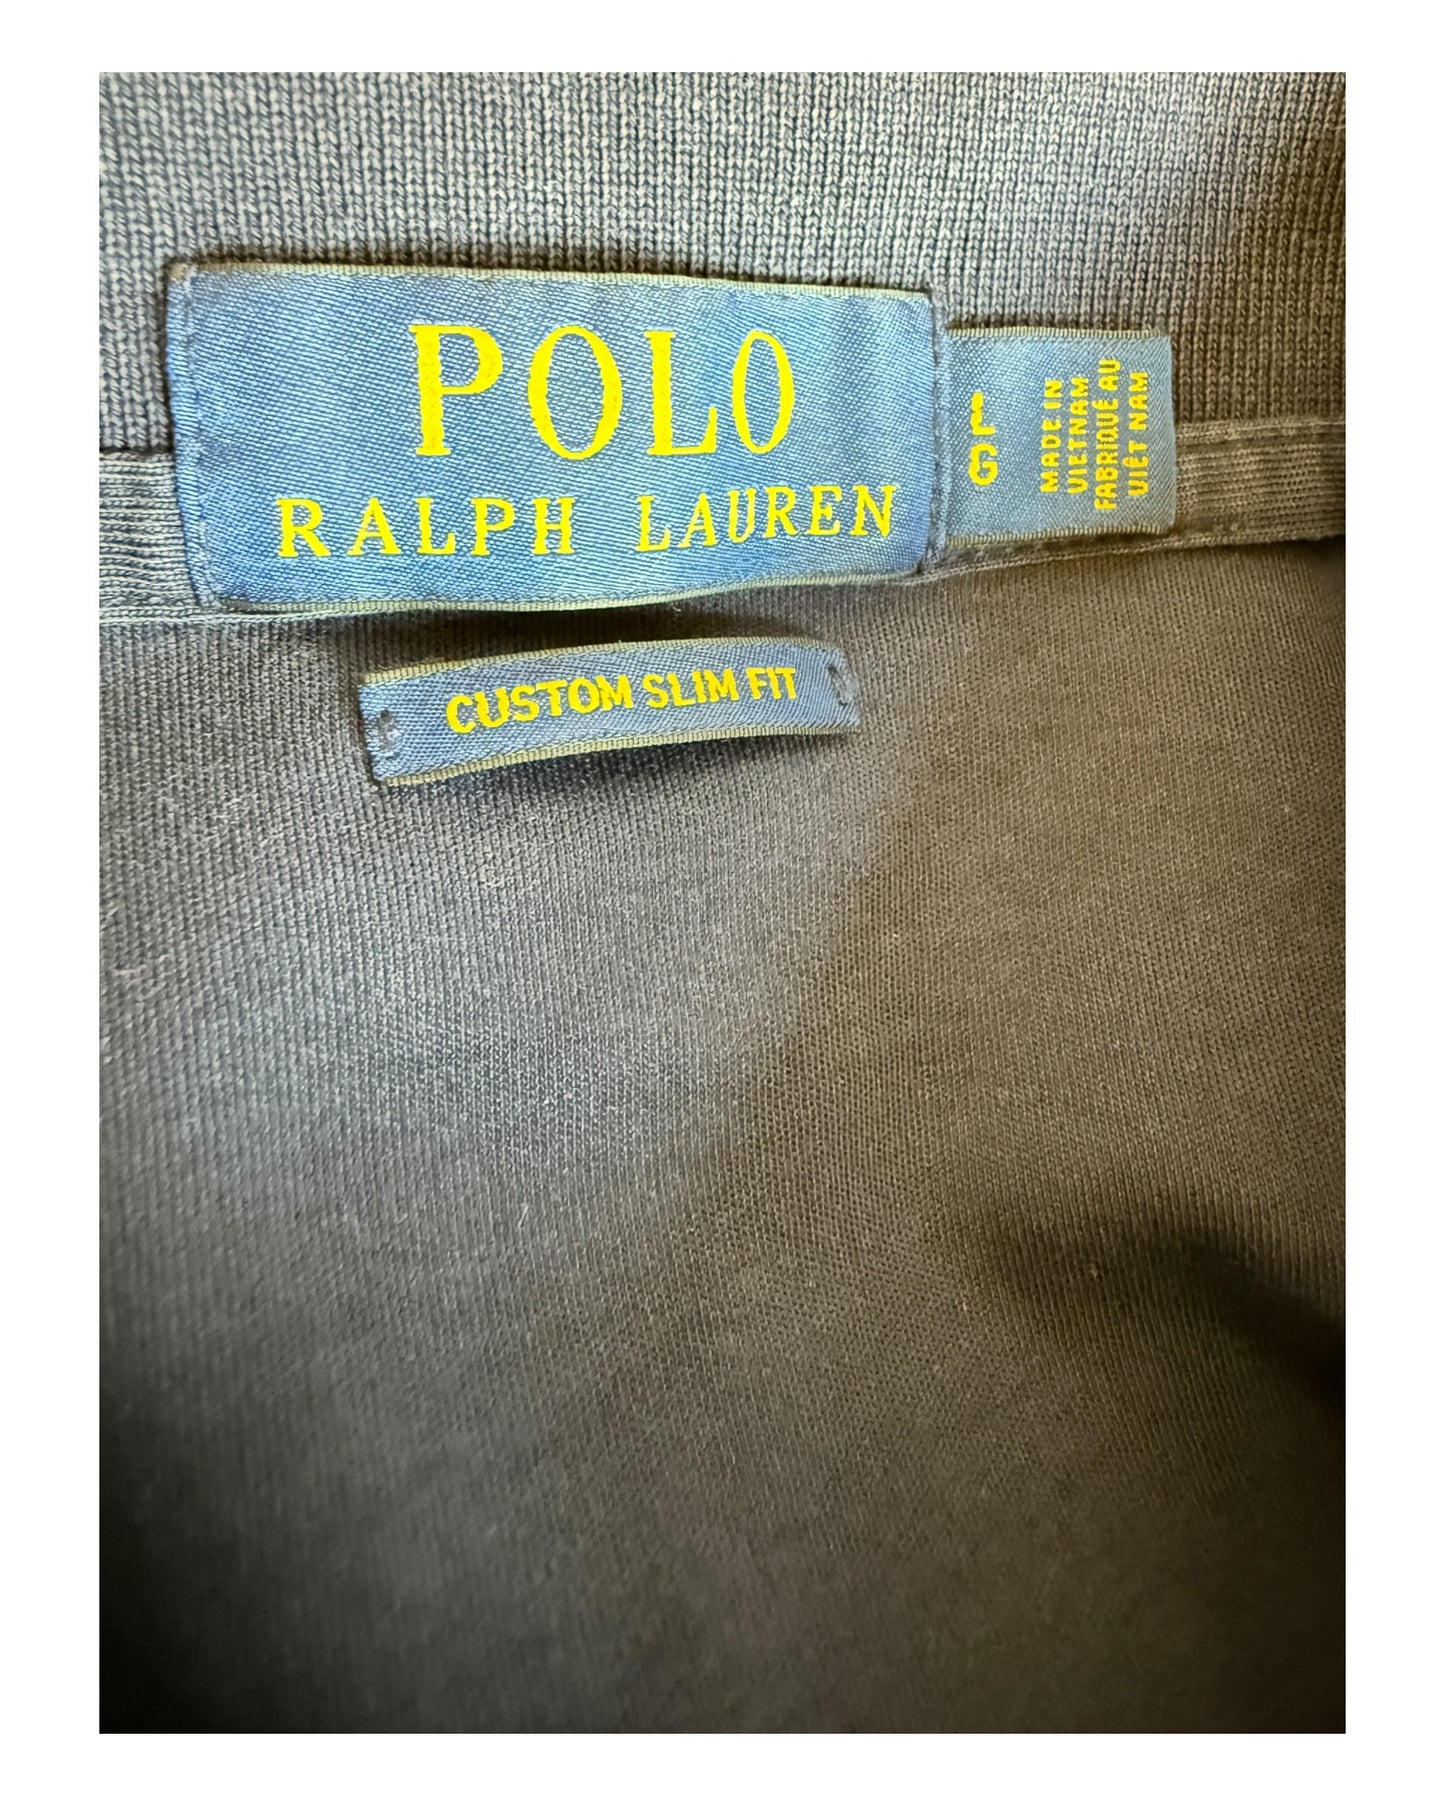 POLO
RALPH LAUREN
L
G
MADE IN
VIETNAM
FABRIQUÉ AU
VIÊT NAM
CUSTOM SLIM FIT